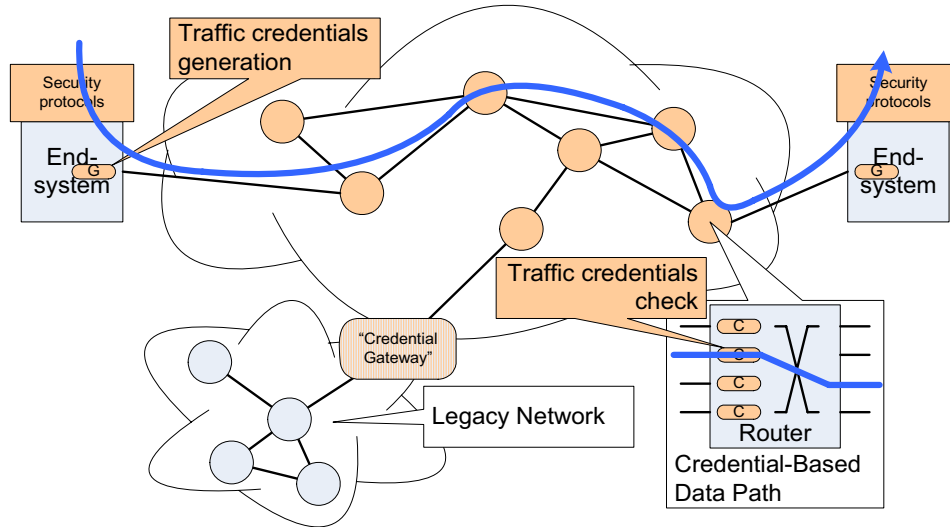 Traffic credentials
generation
Security
protocols
End-
system
G
Security
protocols
End-
system
G
Traffic credentials
check
“Credential
Gateway”
Legacy Network
C
C
C
C
Router
Credential-Based
Data Path